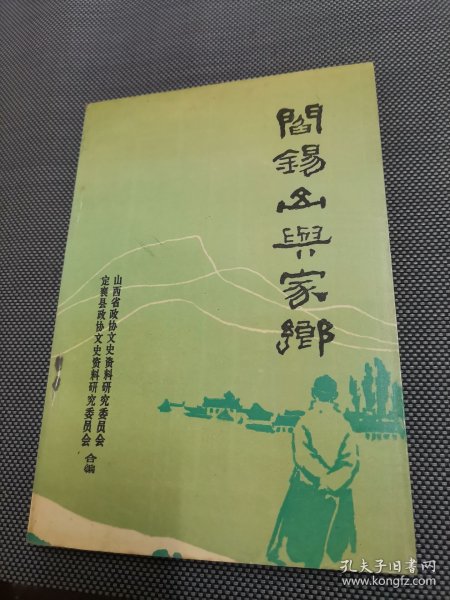 閻錫山與家鄉
山西省政协文史资料研究委员会
定襄县政协文史资料研究委员会
合编
孔夫子旧书网
www.kongfz.com